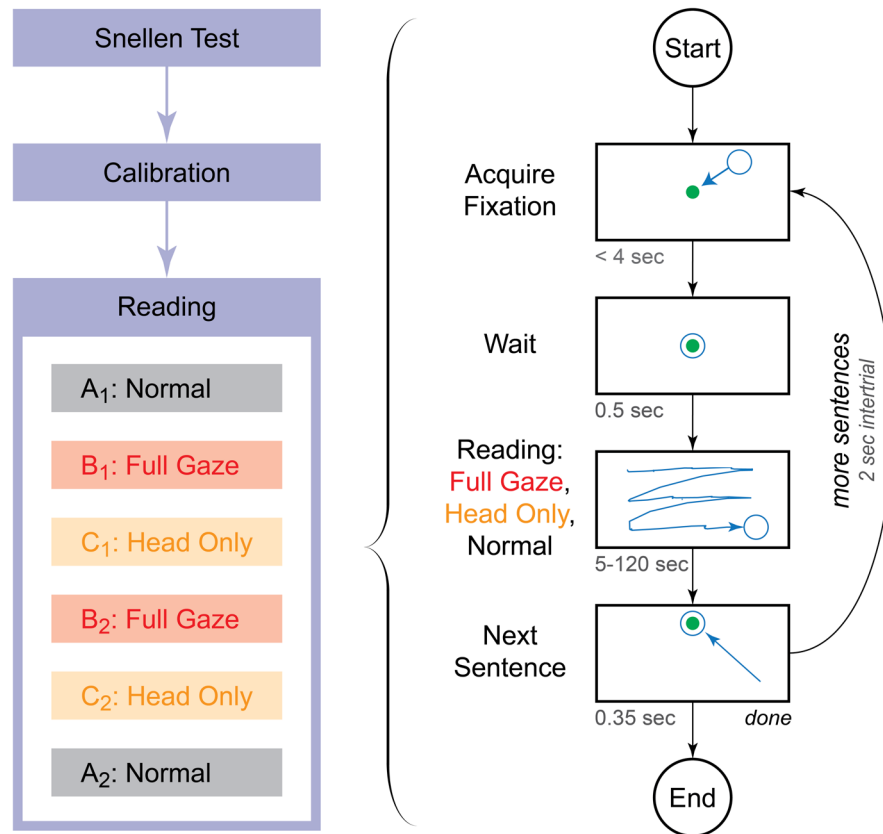 Snellen Test
Calibration
Reading
A₁: Normal
B₁: Full Gaze
C₁: Head Only
B₂: Full Gaze
C₂: Head Only
A₂: Normal
Start
Acquire
Fixation
< 4 sec
Wait
0.5 sec
Reading:
Full Gaze,
Head Only,
Normal
5-120 sec
Next
Sentence
0.35 sec
done
more sentences
2 sec intertrial
End